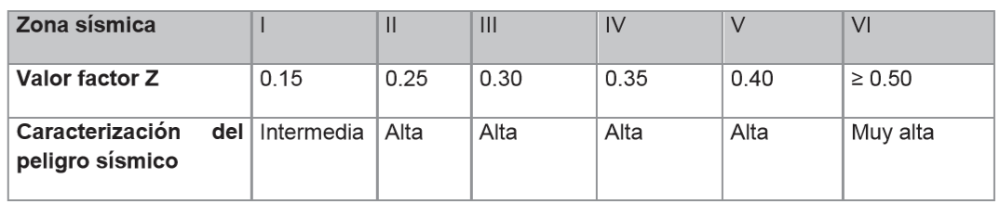 Zona sísmica I II III IV V VI
Valor factor Z 0.15 0.25 0.30 0.35 0.40 ≥ 0.50
Caracterización del Intermedia Alta Alta Alta Alta Muy alta
peligro sísmico